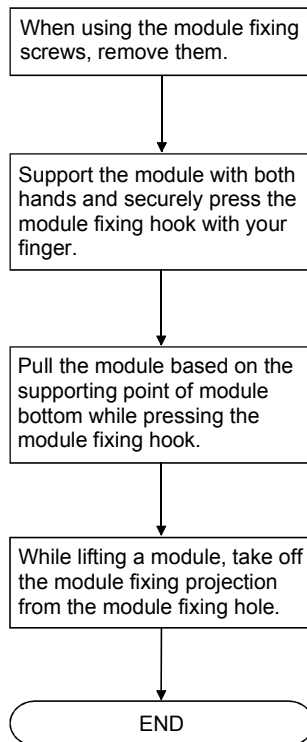 When using the module fixing
screws, remove them.
Support the module with both
hands and securely press the
module fixing hook with your
finger.
Pull the module based on the
supporting point of module
bottom while pressing the
module fixing hook.
While lifting a module, take off
the module fixing projection
from the module fixing hole.
END